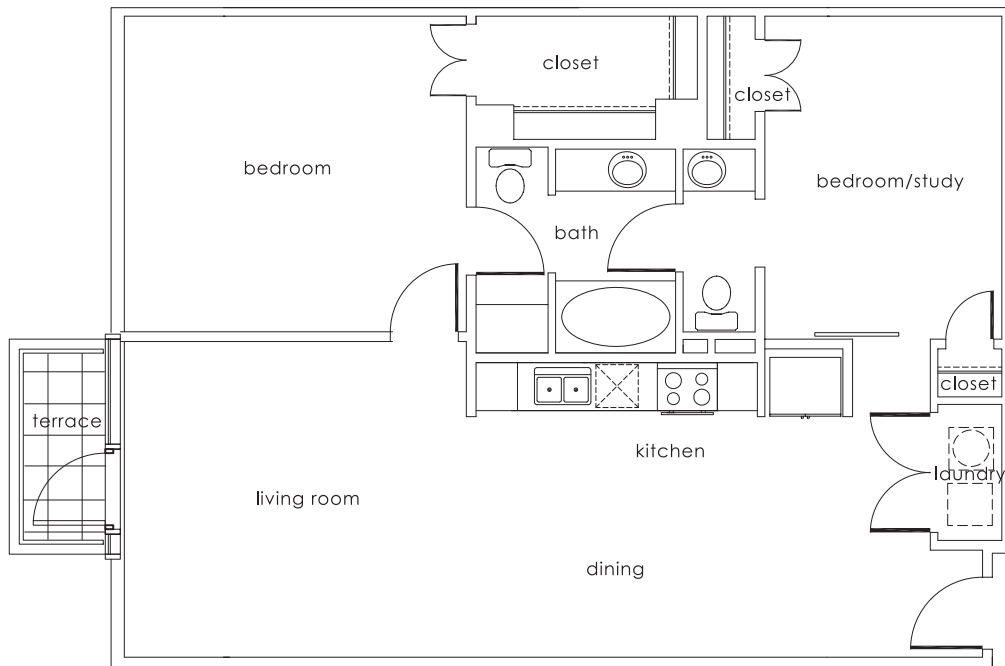 closet
closet
bedroom
bedroom/study
bath
closet
terrace
kitchen
laundry
living room
dining